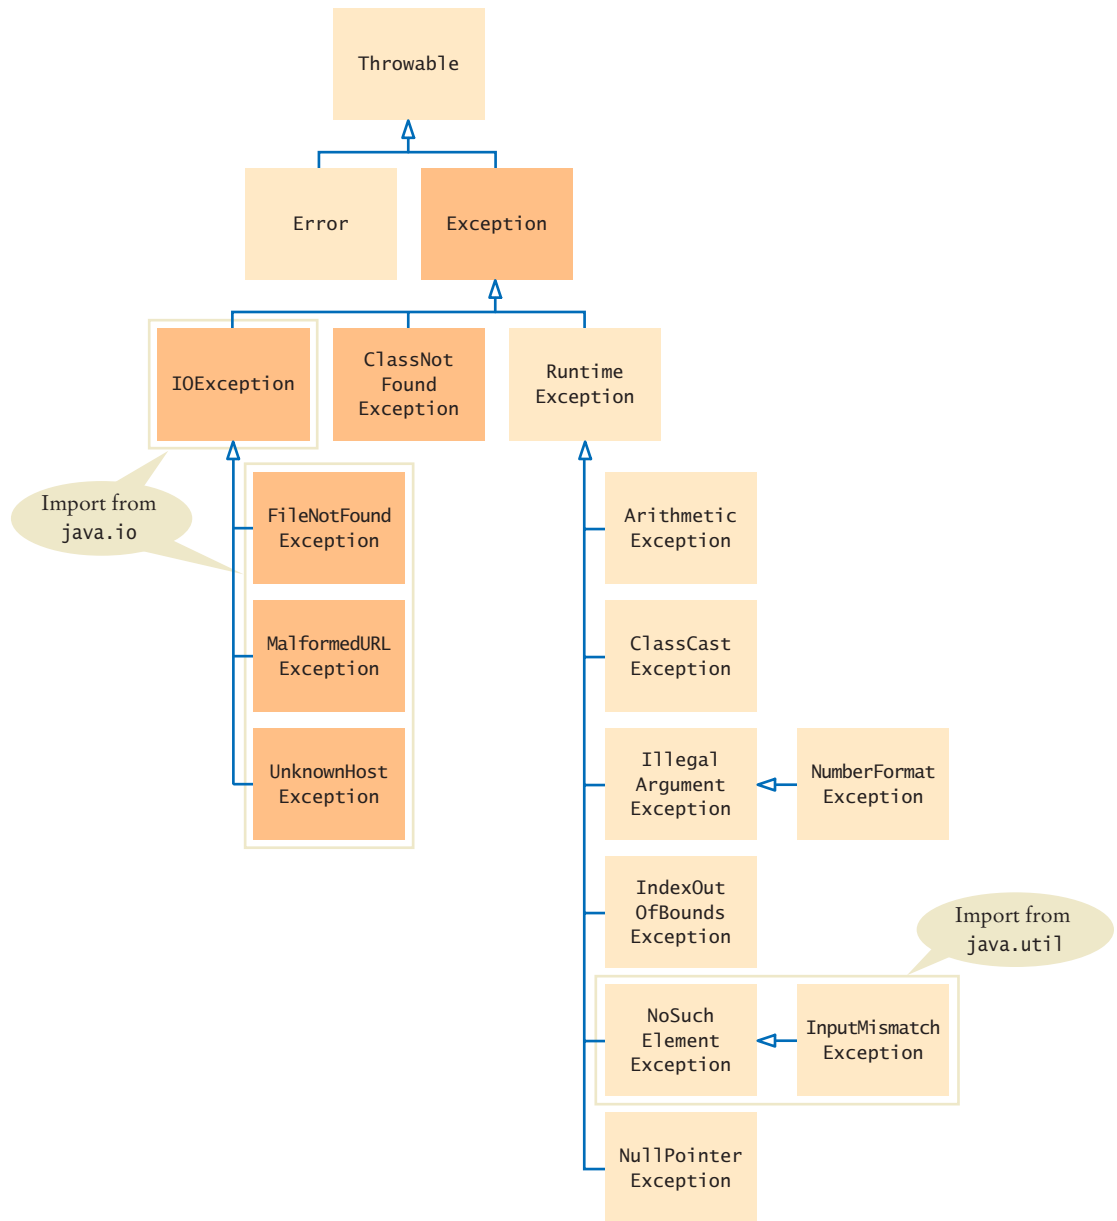 Throwable
Error
Exception
IOException
ClassNot
Found
Exception
Runtime
Exception
Import from
java.io
FileNotFound
Exception
MalformedURL
Exception
UnknownHost
Exception
Arithmetic
Exception
ClassCast
Exception
Illegal
Argument
Exception
NumberFormat
Exception
IndexOut
OfBounds
Exception
Import from
java.util
NoSuch
Element
Exception
InputMismatch
Exception
NullPointer
Exception